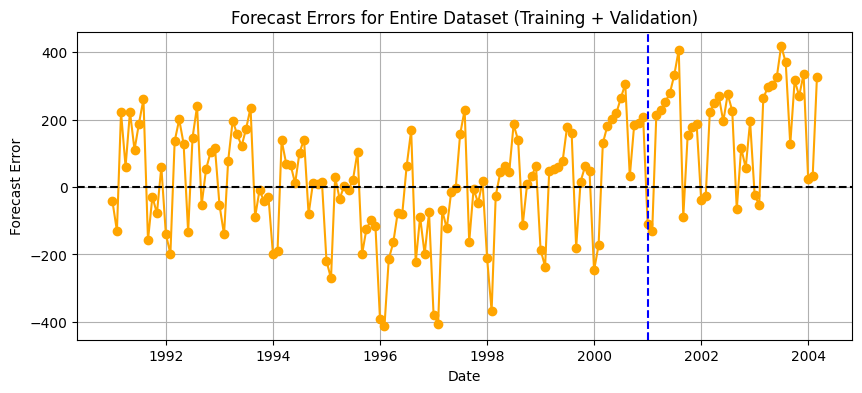 Forecast Errors for Entire Dataset (Training + Validation)
Forecast Error
400
200
0
−200
−400
1992 1994 1996 1998 2000 2002 2004
Date